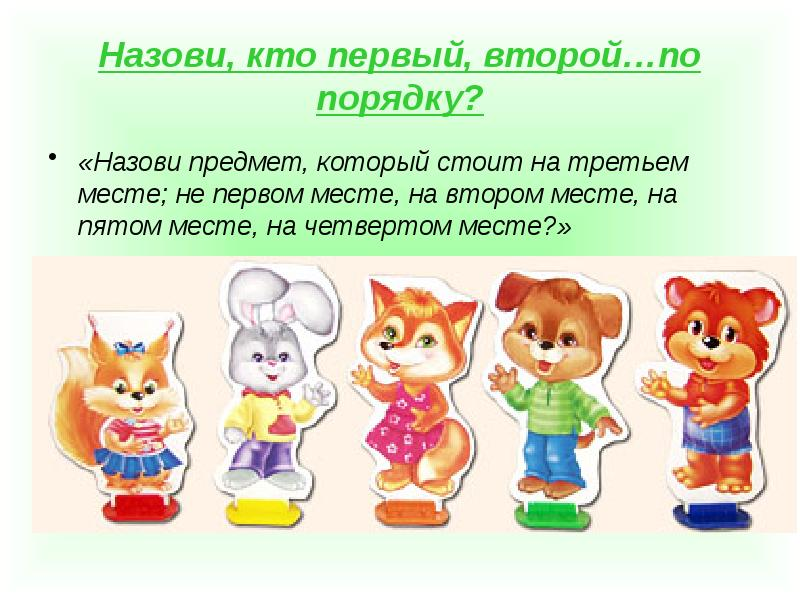 Назови, кто первый, второй…по
порядку?
• «Назови предмет, который стоит на третьем
месте; не первом месте, на втором месте, на
пятом месте, на четвертом месте?»